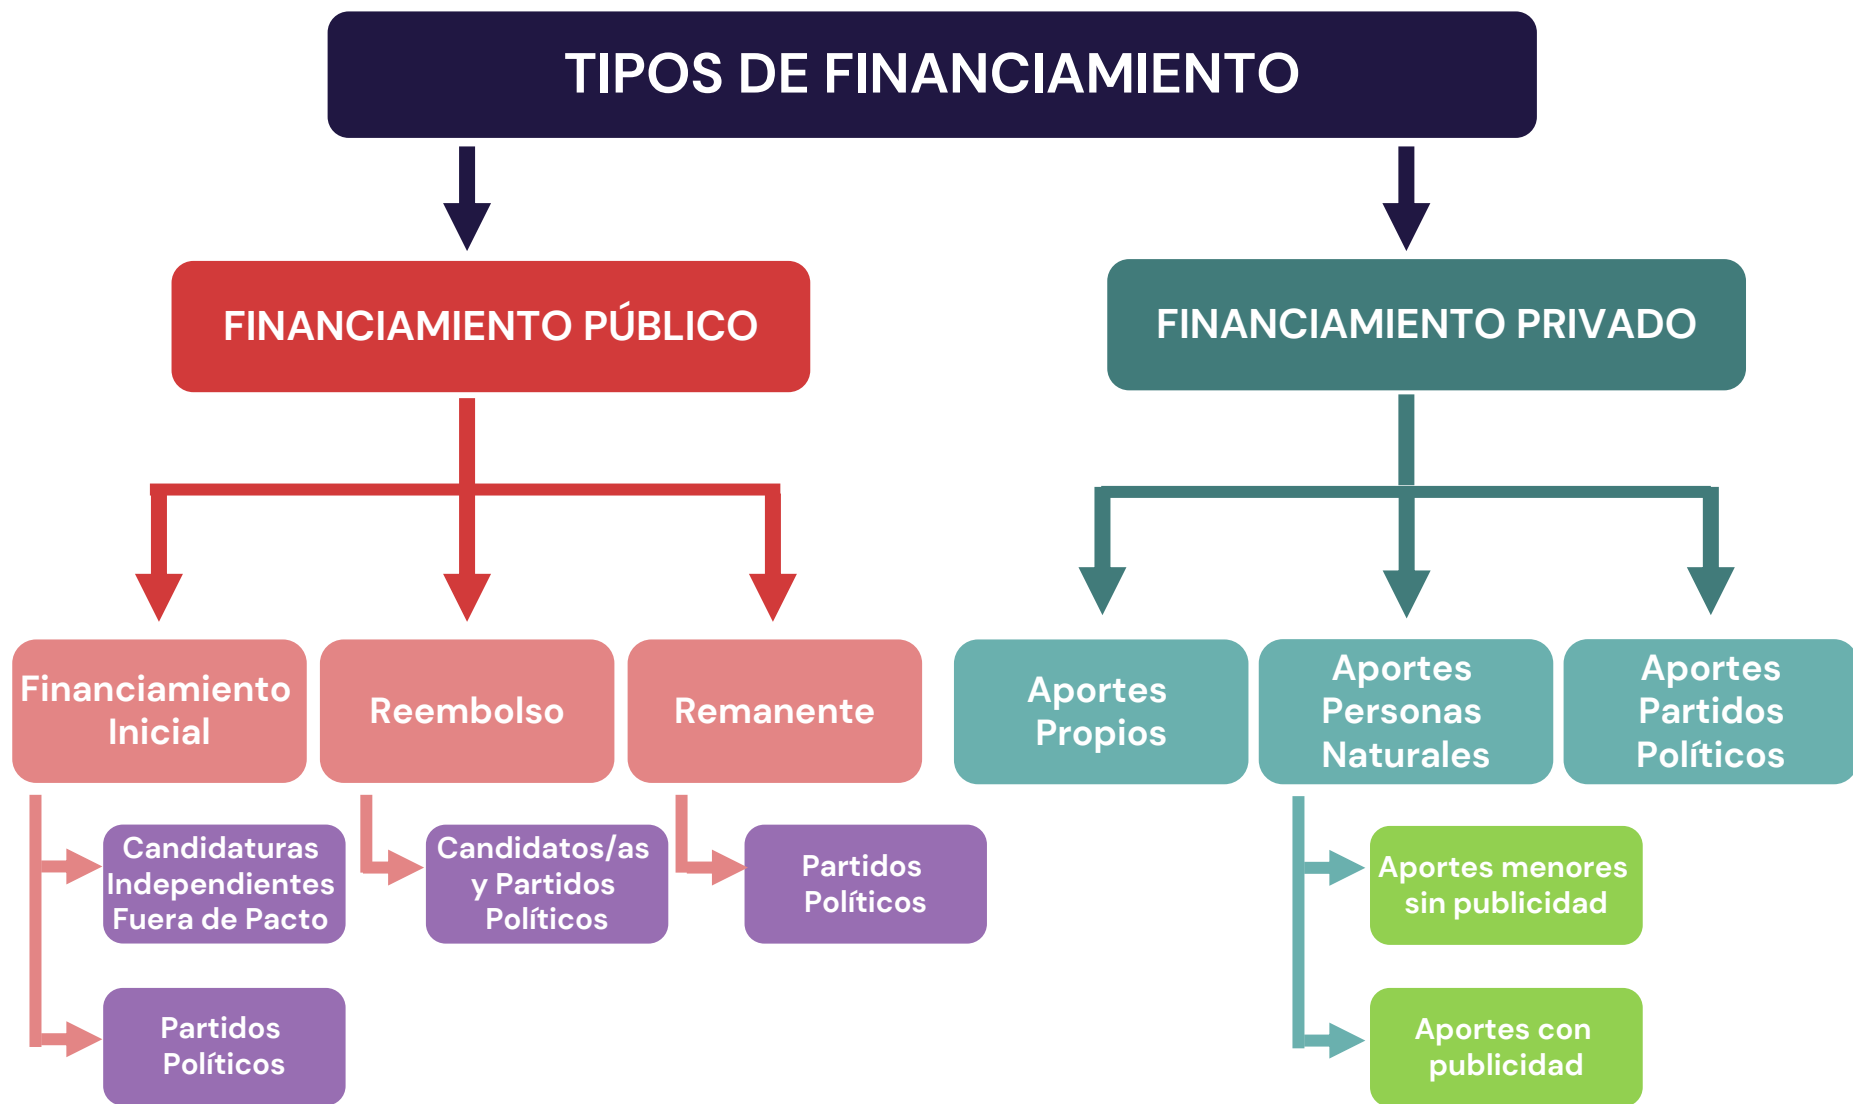 TIPOS DE FINANCIAMIENTO
FINANCIAMIENTO PÚBLICO
FINANCIAMIENTO PRIVADO
Financiamiento
Inicial
Reembolso
Remanente
Aportes
Propios
Aportes
Personas
Naturales
Aportes
Partidos
Políticos
Candidaturas
Independientes
Fuera de Pacto
Candidatos/as
y Partidos
Políticos
Partidos
Políticos
Aportes menores
sin publicidad
Partidos
Políticos
Aportes con
publicidad